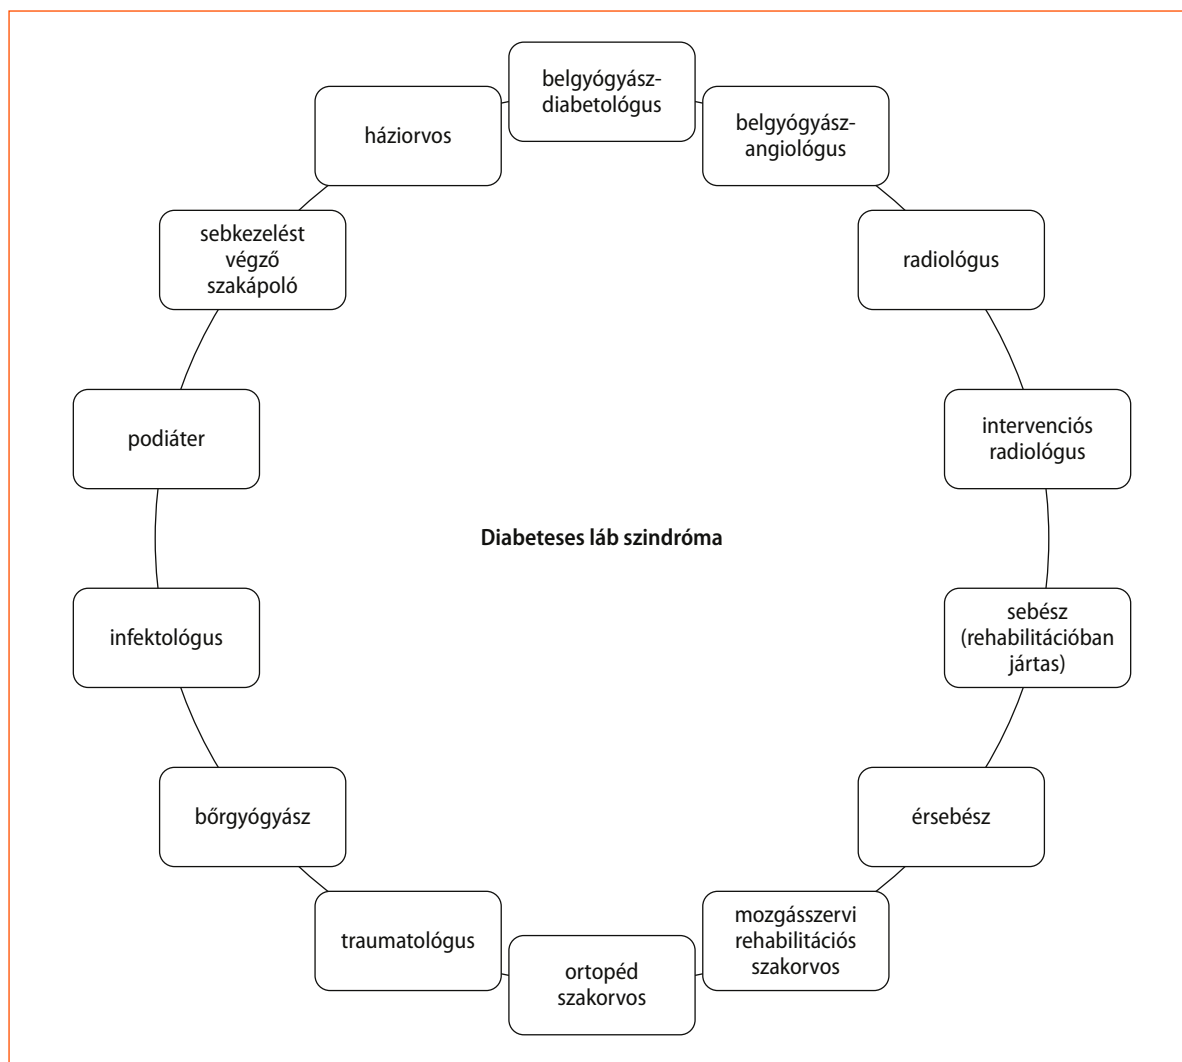 belgyógyász-
diabetológus
belgyógyász-
angiológus
radiológus
intervenciós
radiológus
sebész
(rehabilitációban
jártas)
érsebész
mozgásszervi
rehabilitációs
szakorvos
ortopéd
szakorvos
traumatológus
bőrgyógyász
infektológus
podiáter
sebkezelést
végző
szakápoló
háziorvos
Diabeteses láb szindróma